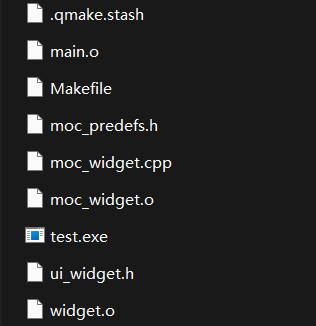 .qmake.stash
main.o
Makefile
moc_predefs.h
moc_widget.cpp
moc_widget.o
test.exe
ui_widget.h
widget.o